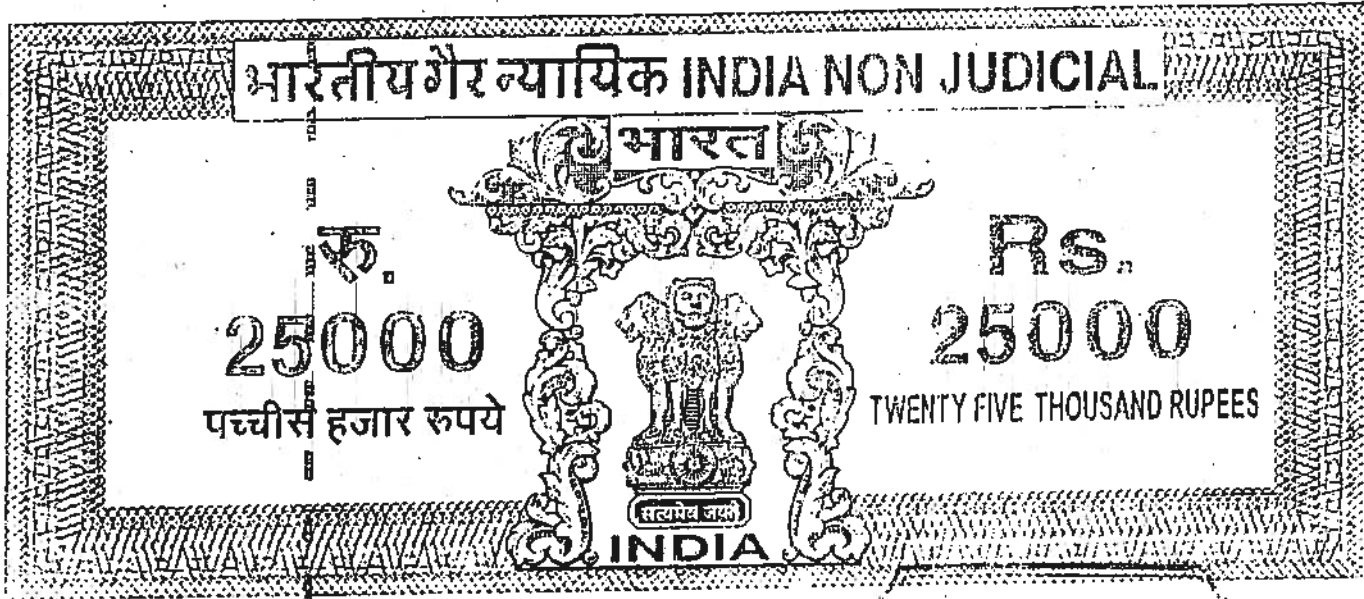 भारतीय गैर न्यायिक INDIA NON JUDICIAL
भारत
रु.
25000
पच्चीस हजार रुपये
Rs.
25000
TWENTY FIVE THOUSAND RUPEES
सत्यमेव जयते
INDIA